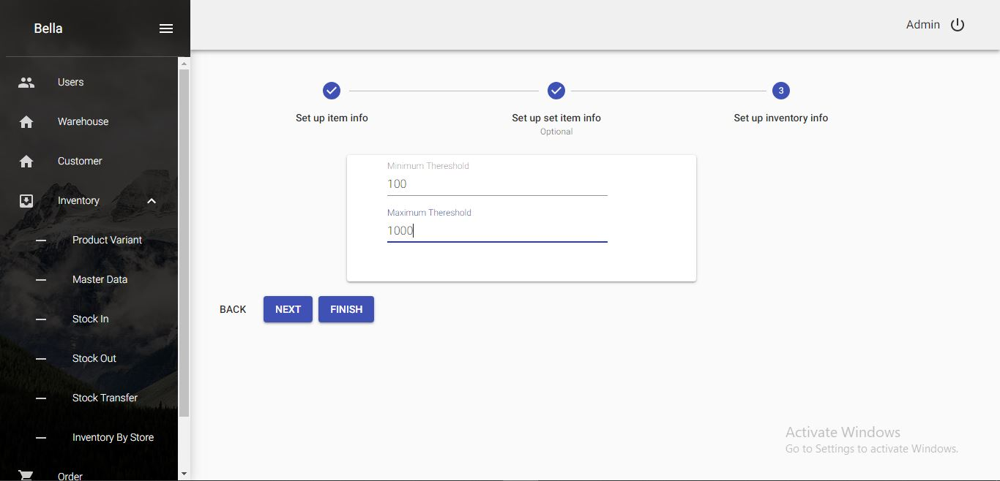 Bella
Admin
Users
Warehouse
Customer
Inventory
Product Variant
Master Data
Stock In
Stock Out
Stock Transfer
Inventory By Store
Order
3
Set up item info
Set up set item info
Set up inventory info
Optional
Minimum Thereshold
100
Maximum Thereshold
1000
BACK
NEXT
FINISH
Activate Windows
Go to Settings to activate Windows.